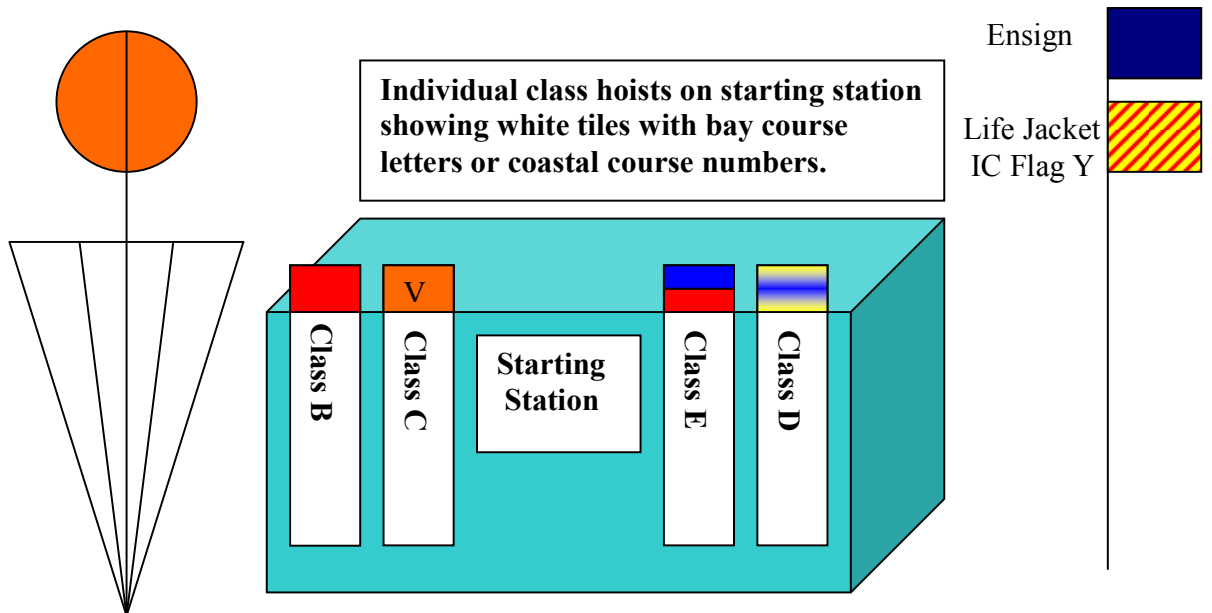 Ensign
Individual class hoists on starting station
showing white tiles with bay course
letters or coastal course numbers.
Life Jacket
IC Flag Y
V
Class B
Class C
Starting
Station
Class E
Class D